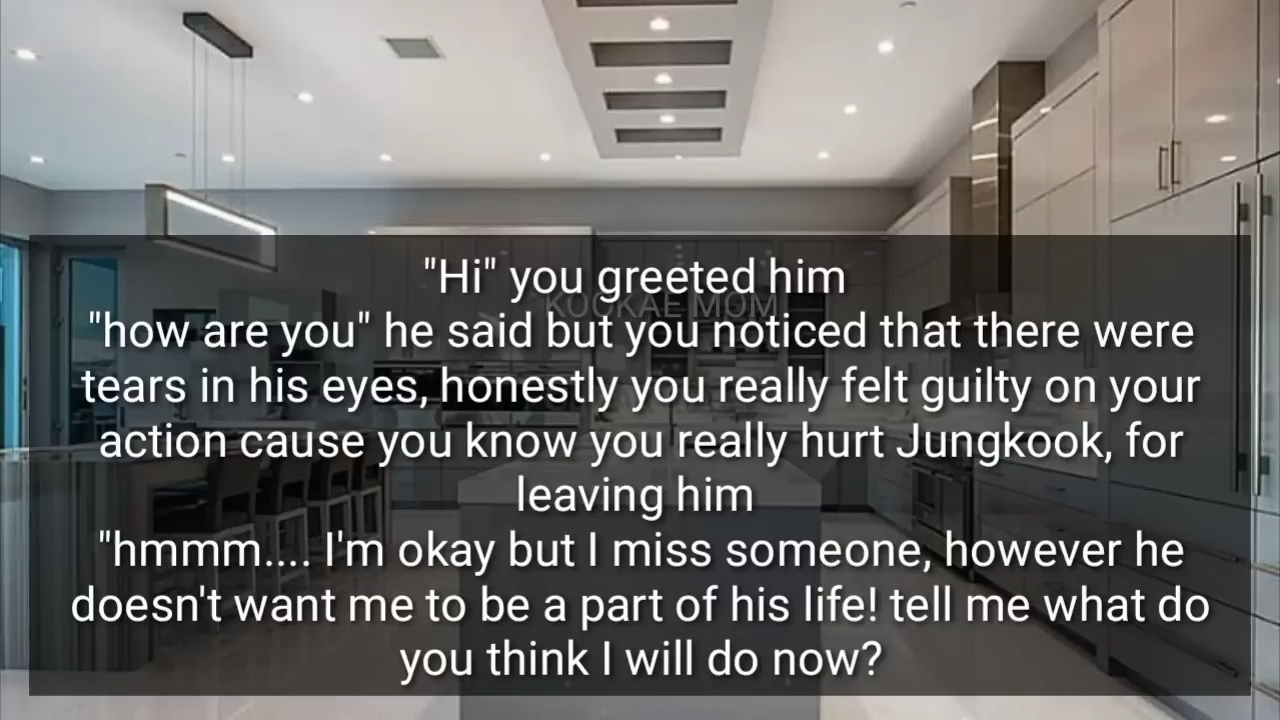 "Hi" you greeted him
KOOKAE MOM
"how are you" he said but you noticed that there were
tears in his eyes, honestly you really felt guilty on your
action cause you know you really hurt Jungkook, for
leaving him
"hmmm.... I'm okay but I miss someone, however he
doesn't want me to be a part of his life! tell me what do
you think I will do now?